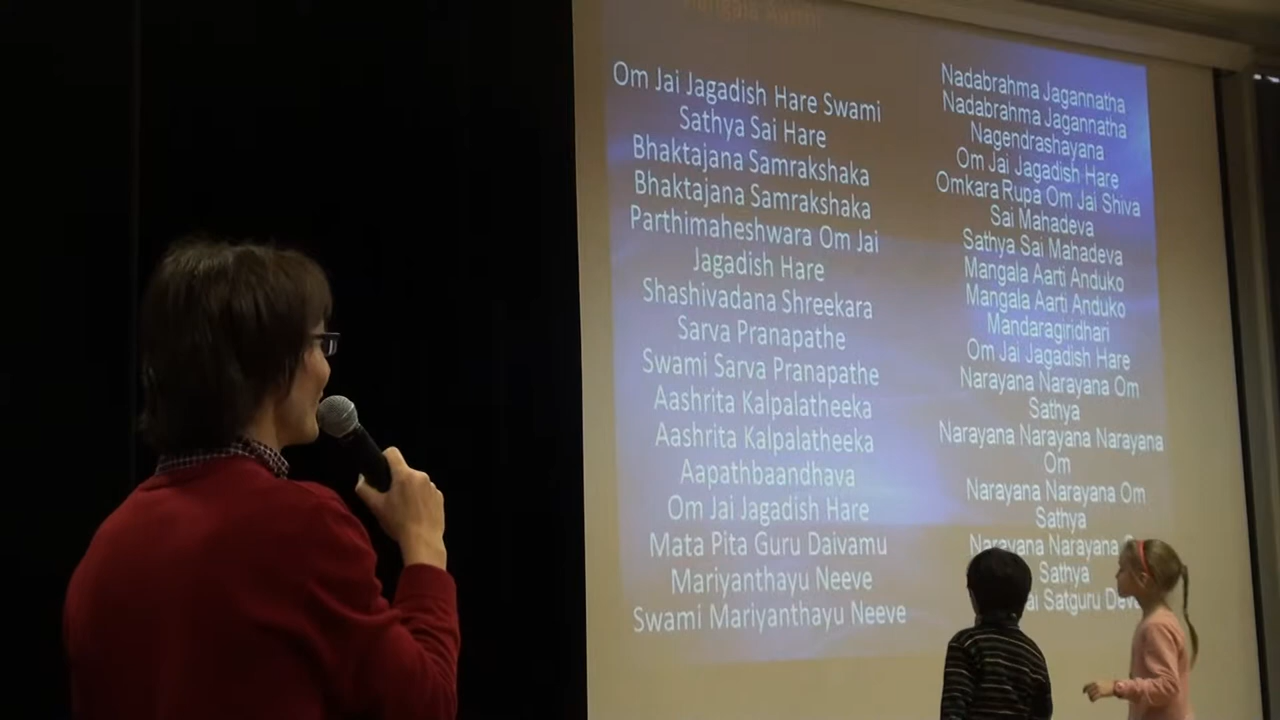 Mangala Aarthi
Om Jai Jagadish Hare Swami
Sathya Sai Hare
Bhaktajana Samrakshaka
Bhaktajana Samrakshaka
Parthimaheshwara Om Jai
Jagadish Hare
Shashivadana Shreekara
Sarva Pranapathe
Swami Sarva Pranapathe
Aashrita Kalpalatheeka
Aashrita Kalpalatheeka
Aapathbaandhava
Om Jai Jagadish Hare
Mata Pita Guru Daivamu
Mariyanthayu Neeve
Swami Mariyanthayu Neeve
Nadabrahma Jagannatha
Nadabrahma Jagannatha
Nagendrashayana
Om Jai Jagadish Hare
Omkara Rupa Om Jai Shiva
Sai Mahadeva
Sathya Sai Mahadeva
Mangala Aarti Anduko
Mangala Aarti Anduko
Mandaragiridhari
Om Jai Jagadish Hare
Narayana Narayana Om
Sathya
Narayana Narayana Narayana
Om
Narayana Narayana Om
Sathya
Narayana Narayana
Sathya
Satguru